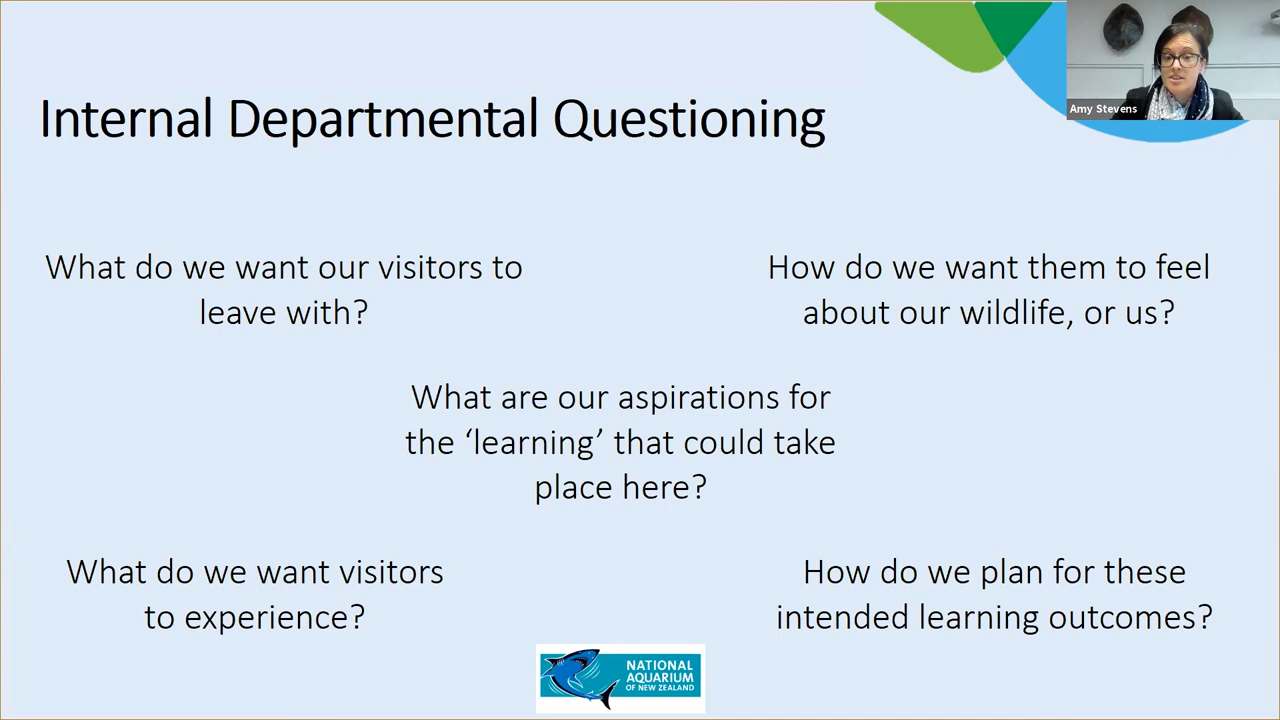 Amy Stevens
Internal Departmental Questioning
What do we want our visitors to
leave with?
How do we want them to feel
about our wildlife, or us?
What are our aspirations for
the ‘learning’ that could take
place here?
What do we want visitors
to experience?
How do we plan for these
intended learning outcomes?
NATIONAL
AQUARIUM
OF NEW ZEALAND